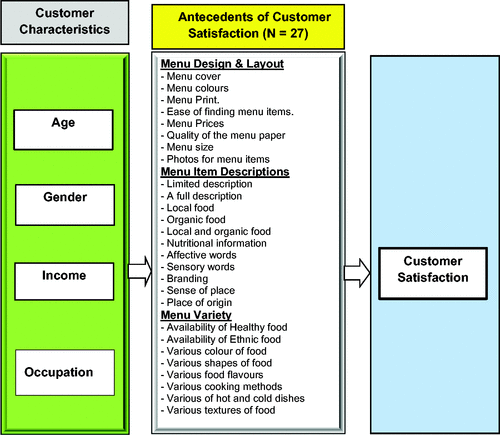 Customer
Characteristics
Age
Gender
Income
Occupation
Antecedents of Customer
Satisfaction (N = 27)
Menu Design & Layout
- Menu cover
- Menu colours
- Menu Print.
- Ease of finding menu items.
- Menu Prices
- Quality of the menu paper
- Menu size
- Photos for menu items
Menu Item Descriptions
- Limited description
- A full description
- Local food
- Organic food
- Local and organic food
- Nutritional information
- Affective words
- Sensory words
- Branding
- Sense of place
- Place of origin
Menu Variety
- Availability of Healthy food
- Availability of Ethnic food
- Various colour of food
- Various shapes of food
- Various food flavours
- Various cooking methods
- Various of hot and cold dishes
- Various textures of food
Customer
Satisfaction